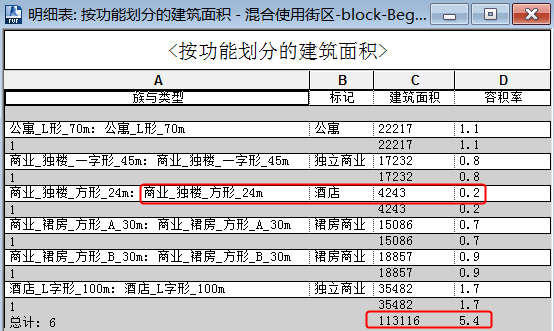 明细表: 按功能划分的建筑面积 - 混合使用街区-block-Beg...
<按功能划分的建筑面积>
A B C D
族与类型 标记 建筑面积 容积率
公寓_L形_70m: 公寓_L形_70m 公寓 22217 1.1
1 22217 1.1
商业_独楼_一字形_45m: 商业_独楼_一字形_45m 独立商业 17232 0.8
1 17232 0.8
商业_独楼_方形_24m: 商业_独楼_方形_24m 酒店 4243 0.2
1 4243 0.2
商业_裙房_方形_A_30m: 商业_裙房_方形_A_30m 裙房商业 15086 0.7
1 15086 0.7
商业_裙房_方形_B_30m: 商业_裙房_方形_B_30m 裙房商业 18857 0.9
1 18857 0.9
酒店_L字形_100m: 酒店_L字形_100m 独立商业 35482 1.7
1 35482 1.7
总计: 6 113116 5.4